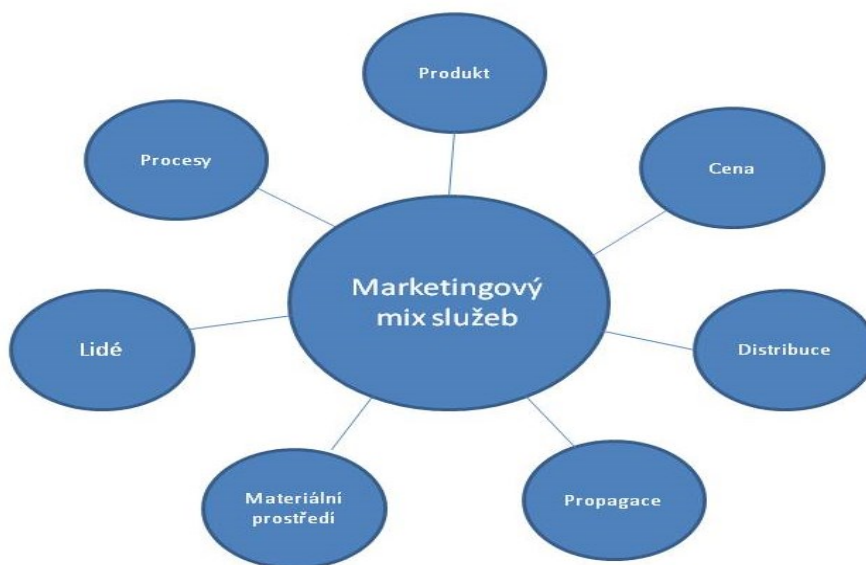 Produkt
Procesy
Cena
Marketingový
mix služeb
Lidé
Distribuce
Materiální
prostředí
Propagace